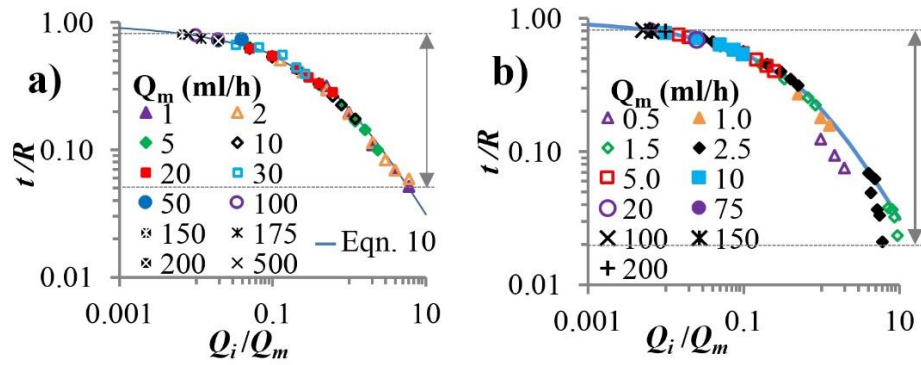 a)
t/R
1.00
0.10
0.01
Q_m (ml/h)
1 2
5 10
20 30
50 100
150 175
200 500
Eqn. 10
0.001 0.1 10
Q_i/Q_m
b)
t/R
1.00
0.10
0.01
Q_m (ml/h)
0.5 1.0
1.5 2.5
5.0 10
20 75
100 150
200
0.001 0.1 10
Q_i/Q_m